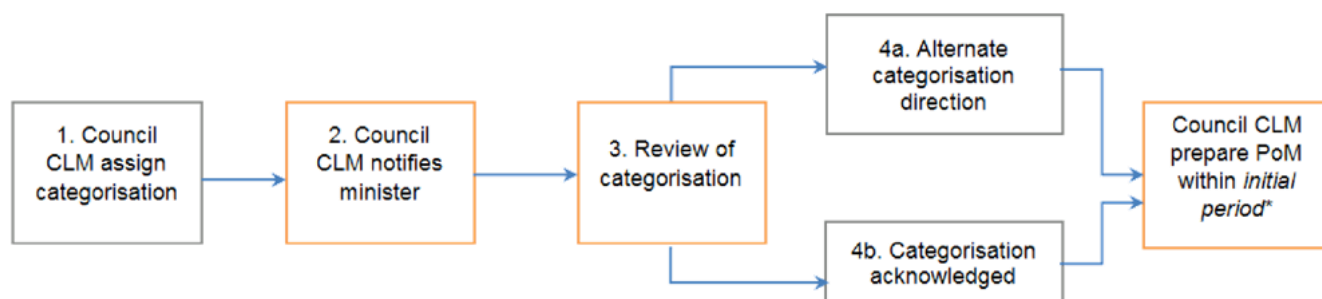 1. Council
CLM assign
categorisation
2. Council
CLM notifies
minister
3. Review of
categorisation
4a. Alternate
categorisation
direction
4b. Categorisation
acknowledged
Council CLM
prepare PoM
within initial
period*